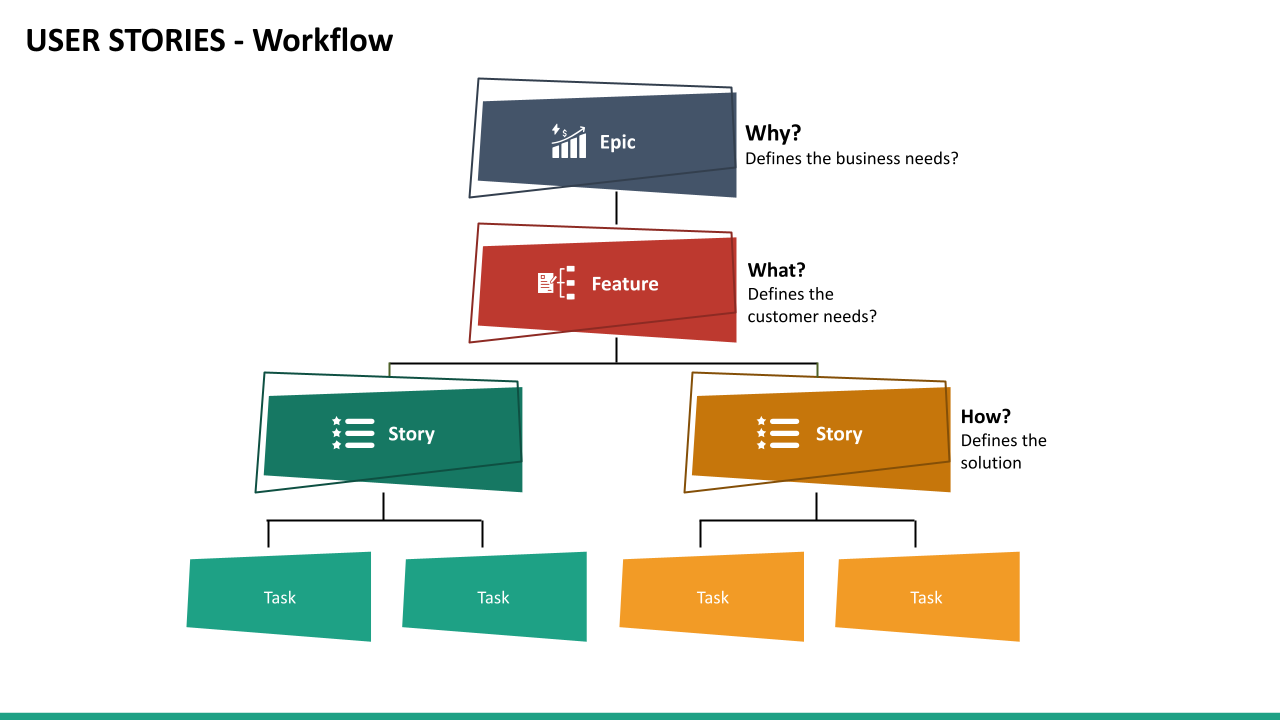 USER STORIES - Workflow
$
Epic
Why?
Defines the business needs?
Feature
What?
Defines the
customer needs?
Story
Story
How?
Defines the
solution
Task
Task
Task
Task